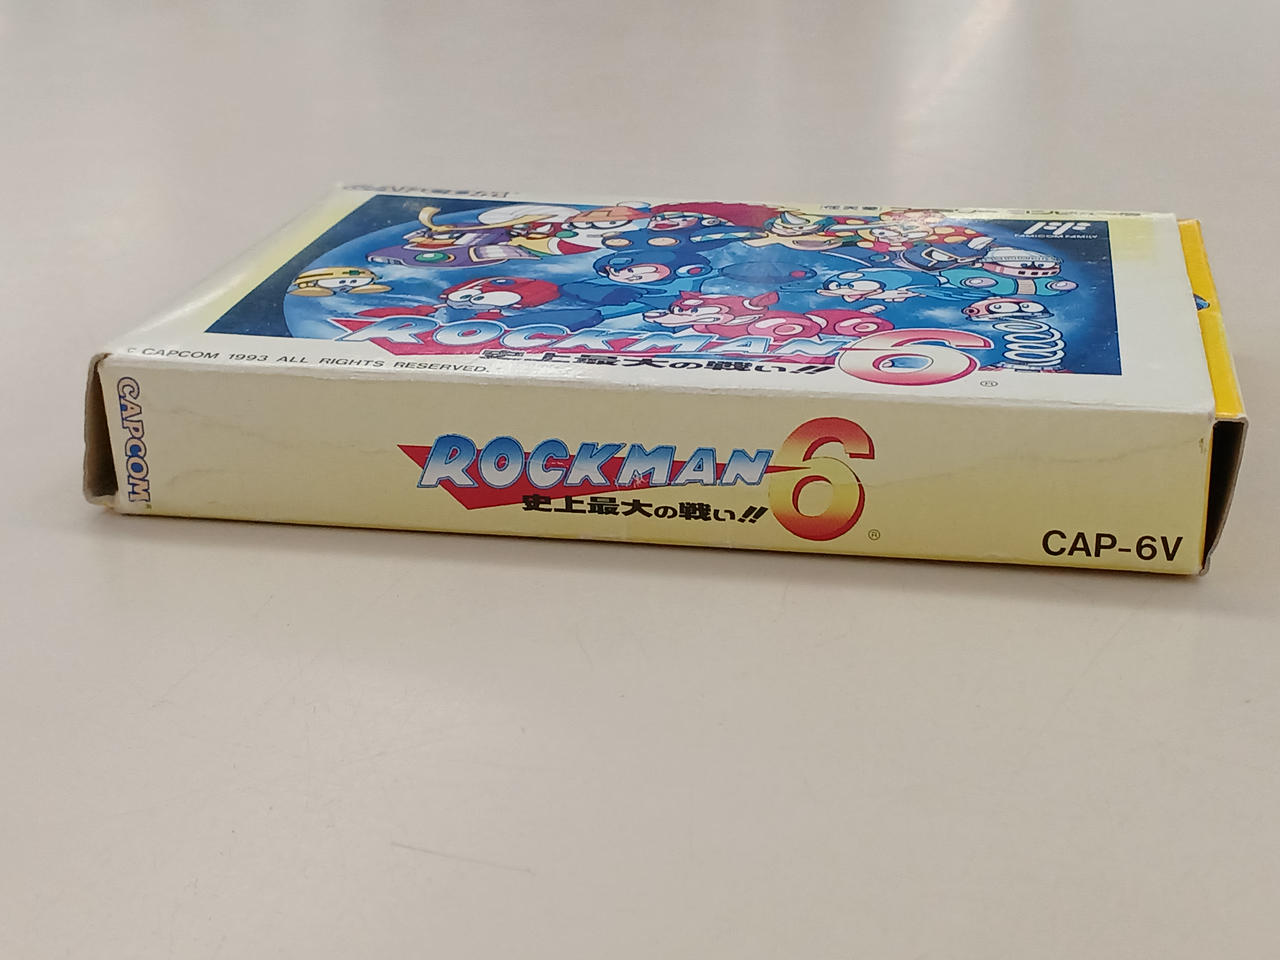 FAMICOM FAMILY
ROCKMAN 6
史上最大の戦い!!
®
© CAPCOM 1993 ALL RIGHTS RESERVED.
CAPCOM
ROCKMAN 6
史上最大の戦い!!
®
CAP-6V